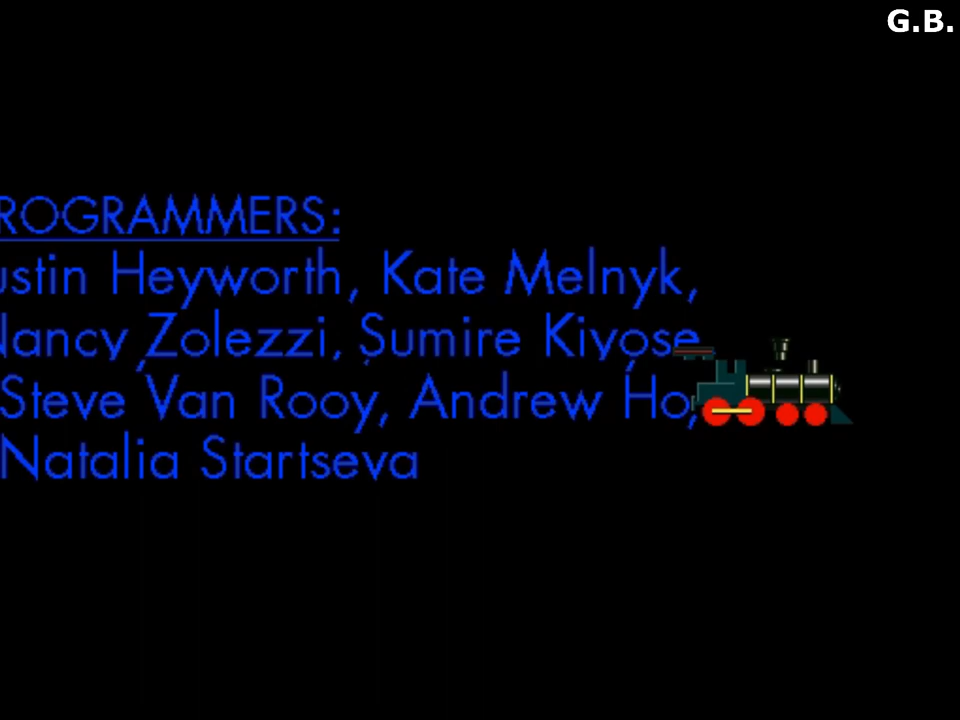 G.B.
ROGRAMMERS:
ustin Heyworth, Kate Melnyk,
Nancy Zolezzi, Sumire Kiyose,
Steve Van Rooy, Andrew Ho,
Natalia Startseva